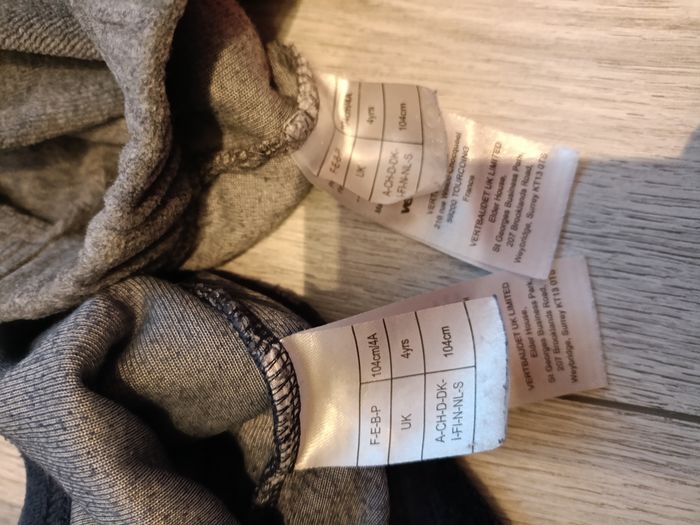 F-E-B-P
UK
4yrs
A-CH-D-DK-
I-FI-N-NL-S
104cm
59200 TOURCOING
France
VERTBAUDET UK LIMITED
Elder House,
St Georges Business Park,
207 Brooklands Road,
Weybridge, Surrey KT13 0TS
F-E-B-P
104cm/4A
UK
4yrs
A-CH-D-DK-
I-FI-N-NL-S
104cm
VERTBAUDET UK LIMITED
Elder House,
St Georges Business Park,
207 Brooklands Road,
Weybridge, Surrey KT13 0TS